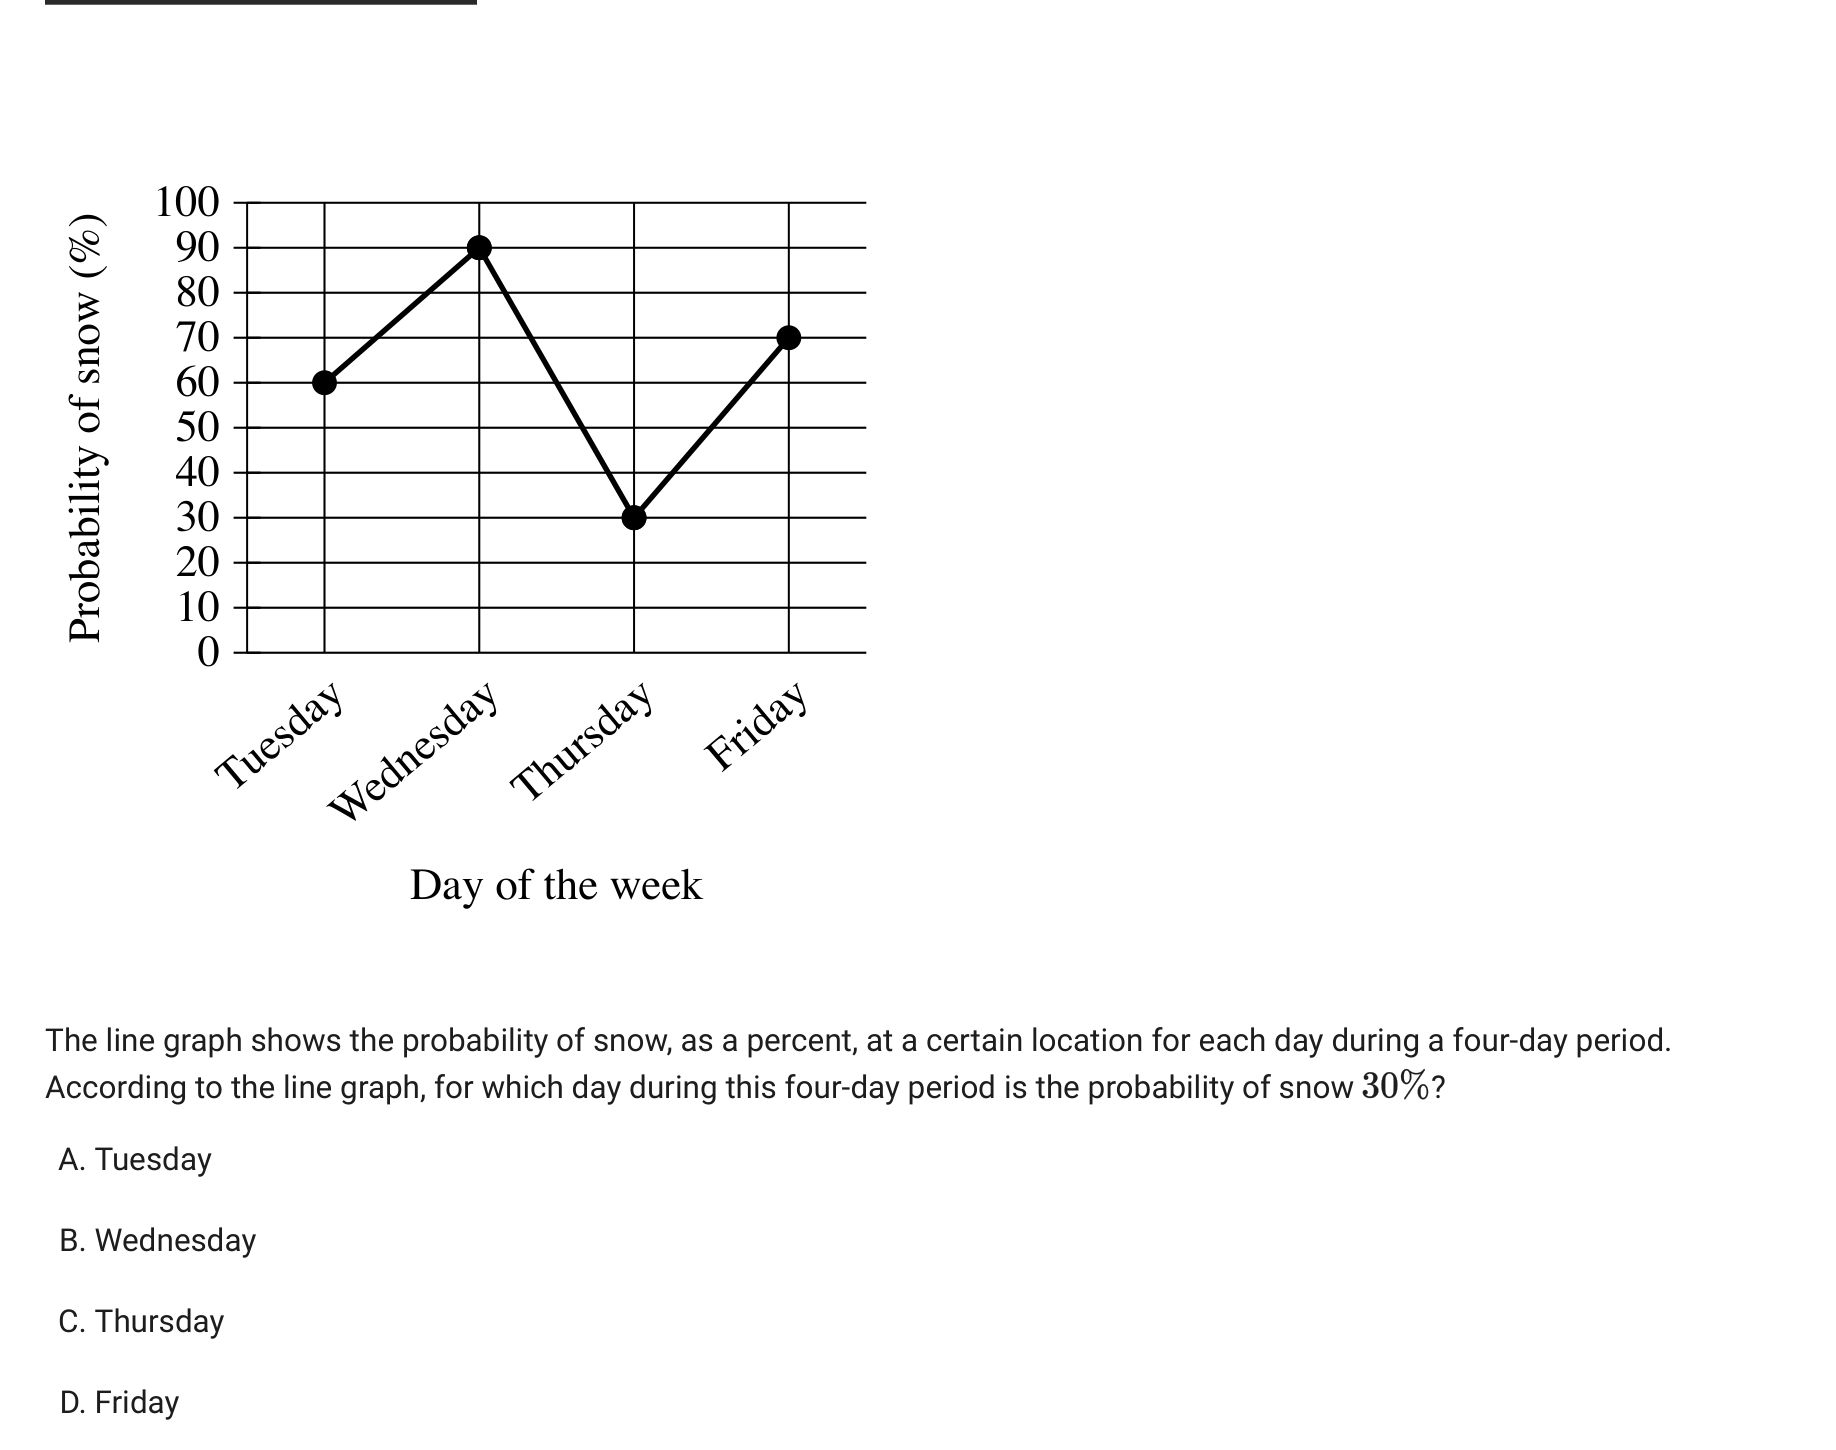 Probability of snow (%)
100
90
80
70
60
50
40
30
20
10
0
Tuesday
Wednesday
Thursday
Friday
Day of the week
The line graph shows the probability of snow, as a percent, at a certain location for each day during a four-day period.
According to the line graph, for which day during this four-day period is the probability of snow 30%?
A. Tuesday
B. Wednesday
C. Thursday
D. Friday